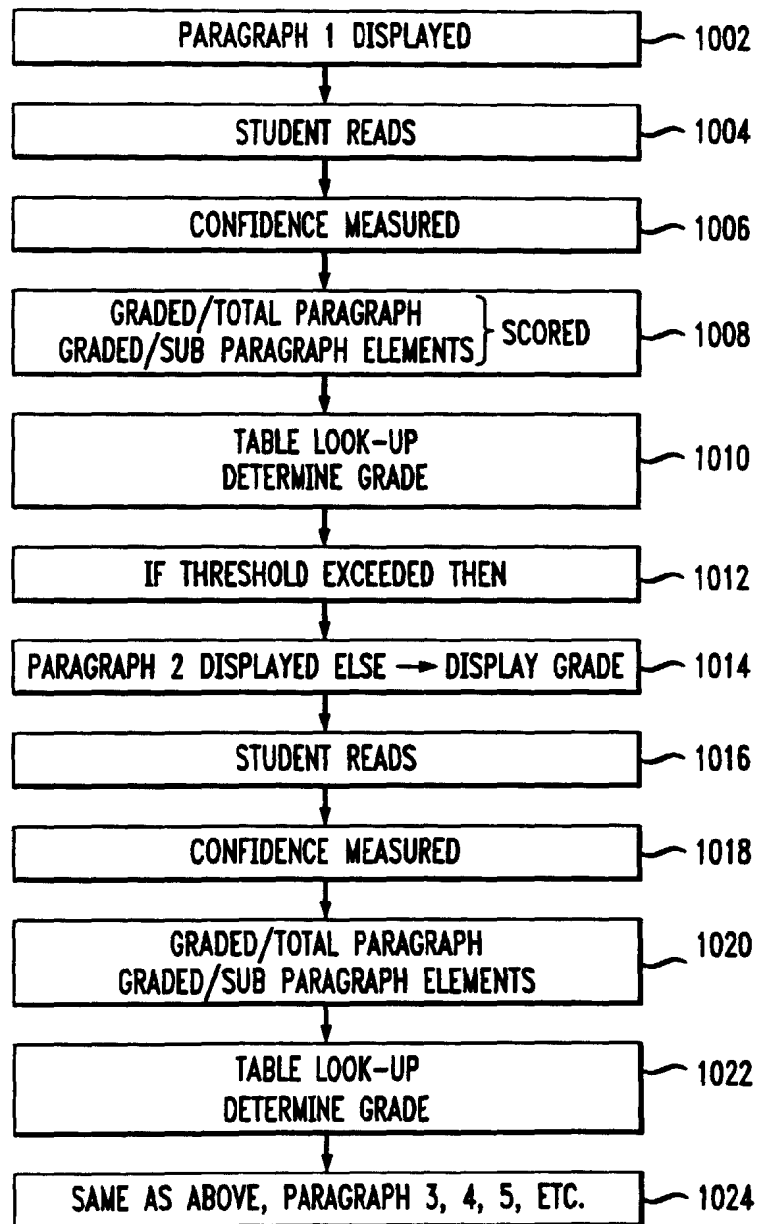 PARAGRAPH 1 DISPLAYED 1002
STUDENT READS 1004
CONFIDENCE MEASURED 1006
GRADED/TOTAL PARAGRAPH
GRADED/SUB PARAGRAPH ELEMENTS } SCORED 1008
TABLE LOOK-UP
DETERMINE GRADE 1010
IF THRESHOLD EXCEEDED THEN 1012
PARAGRAPH 2 DISPLAYED ELSE → DISPLAY GRADE 1014
STUDENT READS 1016
CONFIDENCE MEASURED 1018
GRADED/TOTAL PARAGRAPH 1020
GRADED/SUB PARAGRAPH ELEMENTS
TABLE LOOK-UP 1022
DETERMINE GRADE
SAME AS ABOVE, PARAGRAPH 3, 4, 5, ETC. 1024